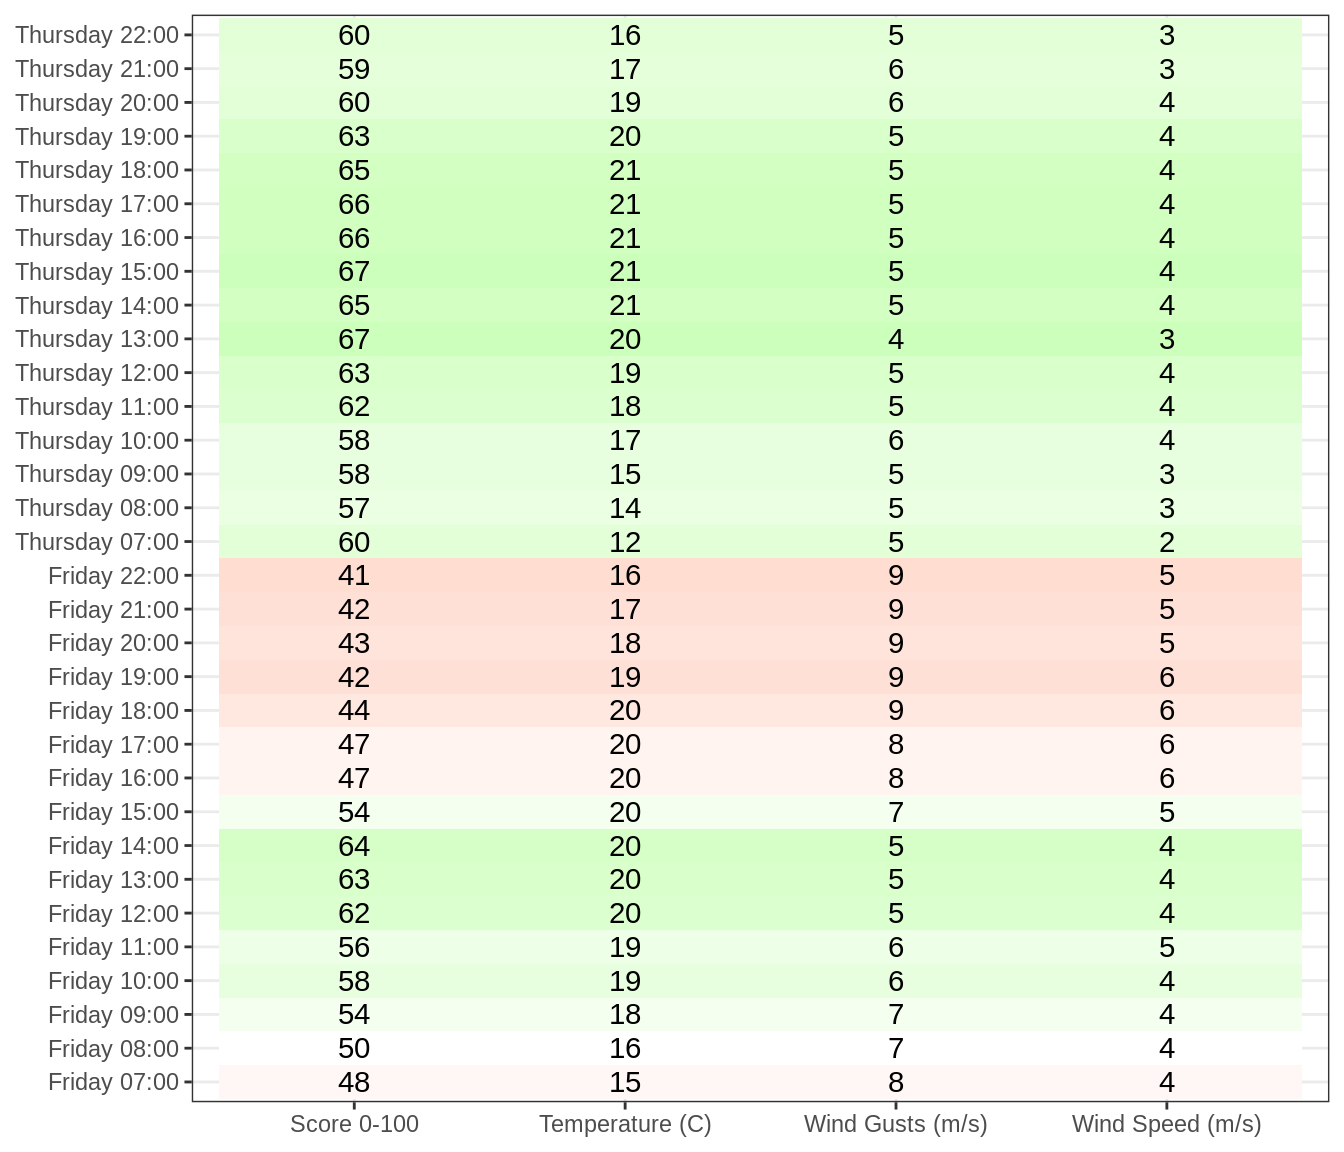 Thursday 22:00 60 16 5 3
Thursday 21:00 59 17 6 3
Thursday 20:00 60 19 6 4
Thursday 19:00 63 20 5 4
Thursday 18:00 65 21 5 4
Thursday 17:00 66 21 5 4
Thursday 16:00 66 21 5 4
Thursday 15:00 67 21 5 4
Thursday 14:00 65 21 5 4
Thursday 13:00 67 20 4 3
Thursday 12:00 63 19 5 4
Thursday 11:00 62 18 5 4
Thursday 10:00 58 17 6 4
Thursday 09:00 58 15 5 3
Thursday 08:00 57 14 5 3
Thursday 07:00 60 12 5 2
Friday 22:00 41 16 9 5
Friday 21:00 42 17 9 5
Friday 20:00 43 18 9 5
Friday 19:00 42 19 9 6
Friday 18:00 44 20 9 6
Friday 17:00 47 20 8 6
Friday 16:00 47 20 8 6
Friday 15:00 54 20 7 5
Friday 14:00 64 20 5 4
Friday 13:00 63 20 5 4
Friday 12:00 62 20 5 4
Friday 11:00 56 19 6 5
Friday 10:00 58 19 6 4
Friday 09:00 54 18 7 4
Friday 08:00 50 16 7 4
Friday 07:00 48 15 8 4
Score 0-100 Temperature (C) Wind Gusts (m/s) Wind Speed (m/s)